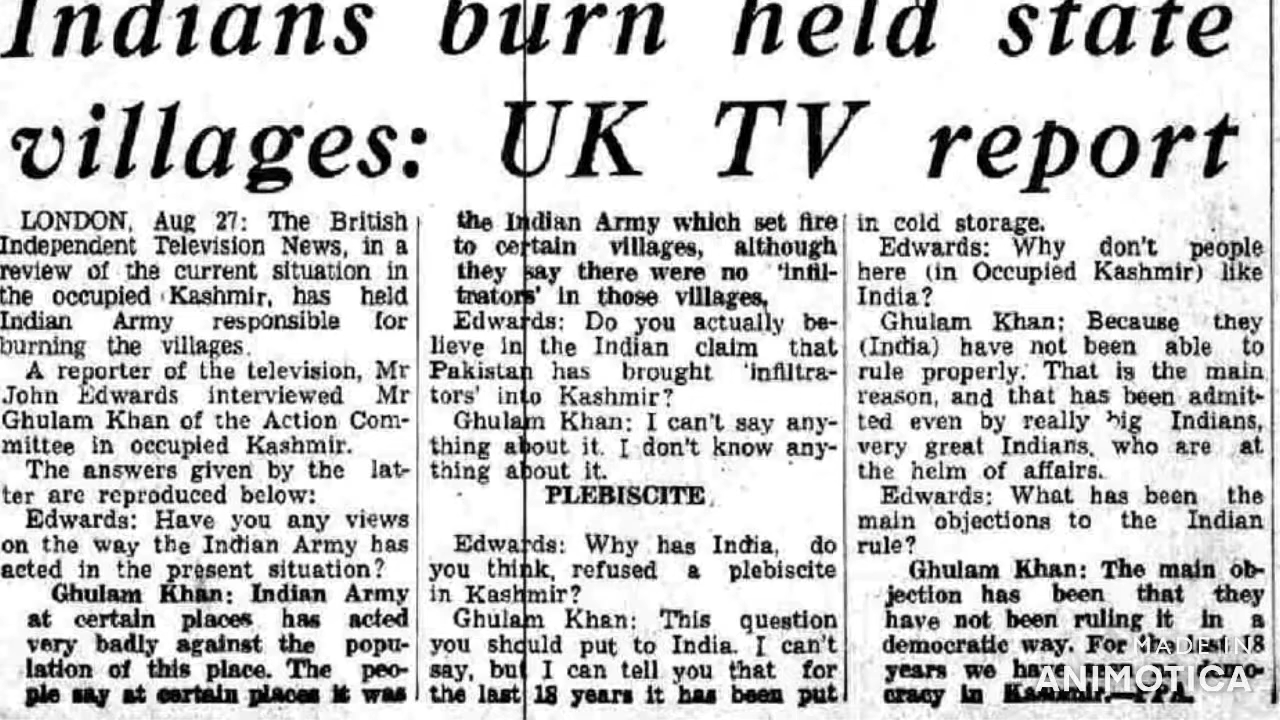 Indians burn held state
villages: UK TV report
LONDON, Aug 27: The British
Independent Television News, in a
review of the current situation in
the occupied Kashmir, has held
Indian Army responsible for
burning the villages.
A reporter of the television, Mr
John Edwards interviewed Mr
Ghulam Khan of the Action Com-
mittee in occupied Kashmir.
The answers given by the lat-
ter are reproduced below:
Edwards: Have you any views
on the way the Indian Army has
acted in the present situation?
Ghulam Khan: Indian Army
at certain places has acted
very badly against the popu-
lation of this place. The peo-
ple say at certain places it was
the Indian Army which set fire
to certain villages, although
they say there were no 'infil-
trators' in those villages.
Edwards: Do you actually be-
lieve in the Indian claim that
Pakistan has brought 'infiltra-
tors' into Kashmir?
Ghulam Khan: I can't say any-
thing about it. I don't know any-
thing about it.
PLEBISCITE
Edwards: Why has India, do
you think, refused a plebiscite
in Kashmir?
Ghulam Khan: This question
you should put to India. I can't
say, but I can tell you that for
the last 18 years it has been put
in cold storage.
Edwards: Why don't people
here (in Occupied Kashmir) like
India?
Ghulam Khan: Because they
(India) have not been able to
rule properly. That is the main
reason, and that has been admit-
ted even by really big Indians,
very great Indians, who are at
the helm of affairs.
Edwards: What has been the
main objections to the Indian
rule?
Ghulam Khan: The main ob-
jection has been that they
have not been ruling it in a
democratic way. For the last 18
years we have demo-
cracy in Kashmir.—PPA.
MADE IN
ANIMOTICA